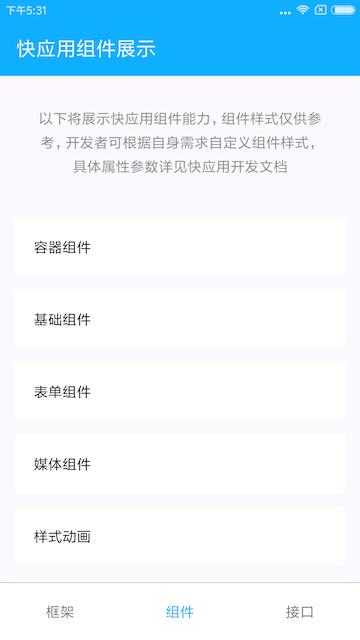 下午5:31
快应用组件展示
以下将展示快应用组件能力，组件样式仅供参
考，开发者可根据自身需求自定义组件样式，
具体属性参数详见快应用开发文档
容器组件
基础组件
表单组件
媒体组件
样式动画
框架 组件 接口